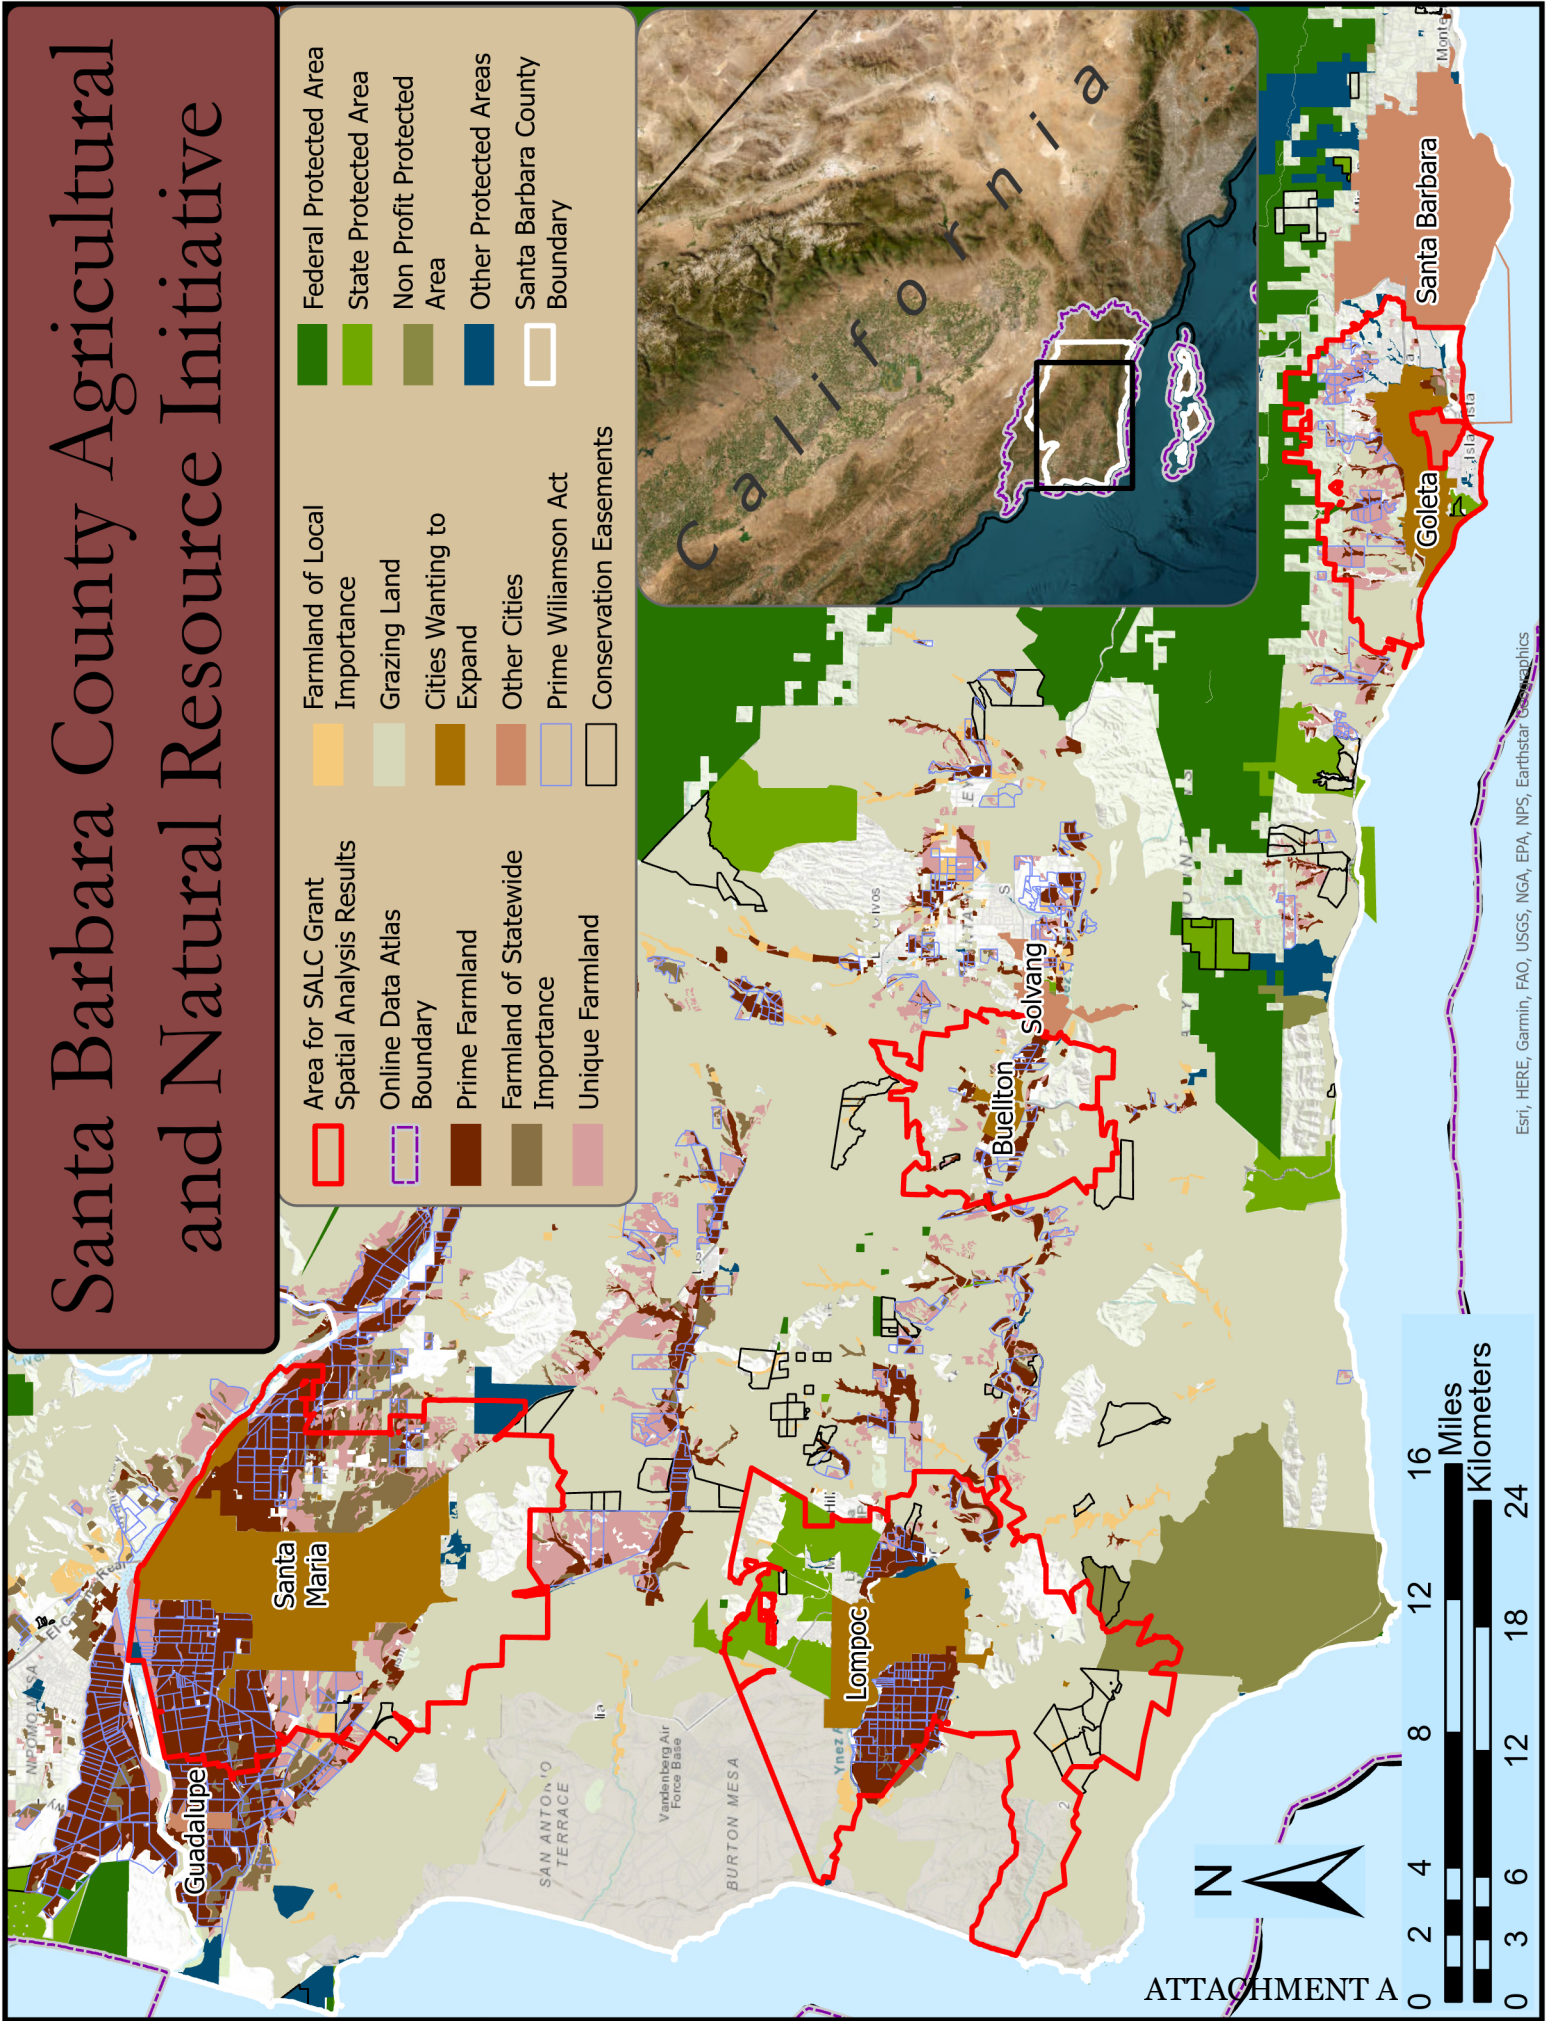 Santa Barbara County Agricultural
and Natural Resource Initiative
Area for SALC Grant
Spatial Analysis Results
Online Data Atlas
Boundary
Prime Farmland
Farmland of Statewide
Importance
Unique Farmland
Farmland of Local
Importance
Grazing Land
Cities Wanting to
Expand
Other Cities
Prime Wiliamson Act
Conservation Easements
Federal Protected Area
State Protected Area
Non Profit Protected
Area
Other Protected Areas
Santa Barbara County
Boundary
California
NIPOMO MESA
Guadalupe
Santa
Maria
SAN ANTONIO
TERRACE
Vandenberg Air
Force Base
BURTON MESA
Ynez
Lompoc
Buellton
Solvang
Goleta
Isla
Santa Barbara
Monte
N
0 2 4 8 12 16
Miles
Kilometers
0 3 6 12 18 24
Esri, HERE, Garmin, FAO, USGS, NGA, EPA, NPS, Earthstar Geographics
ATTACHMENT A